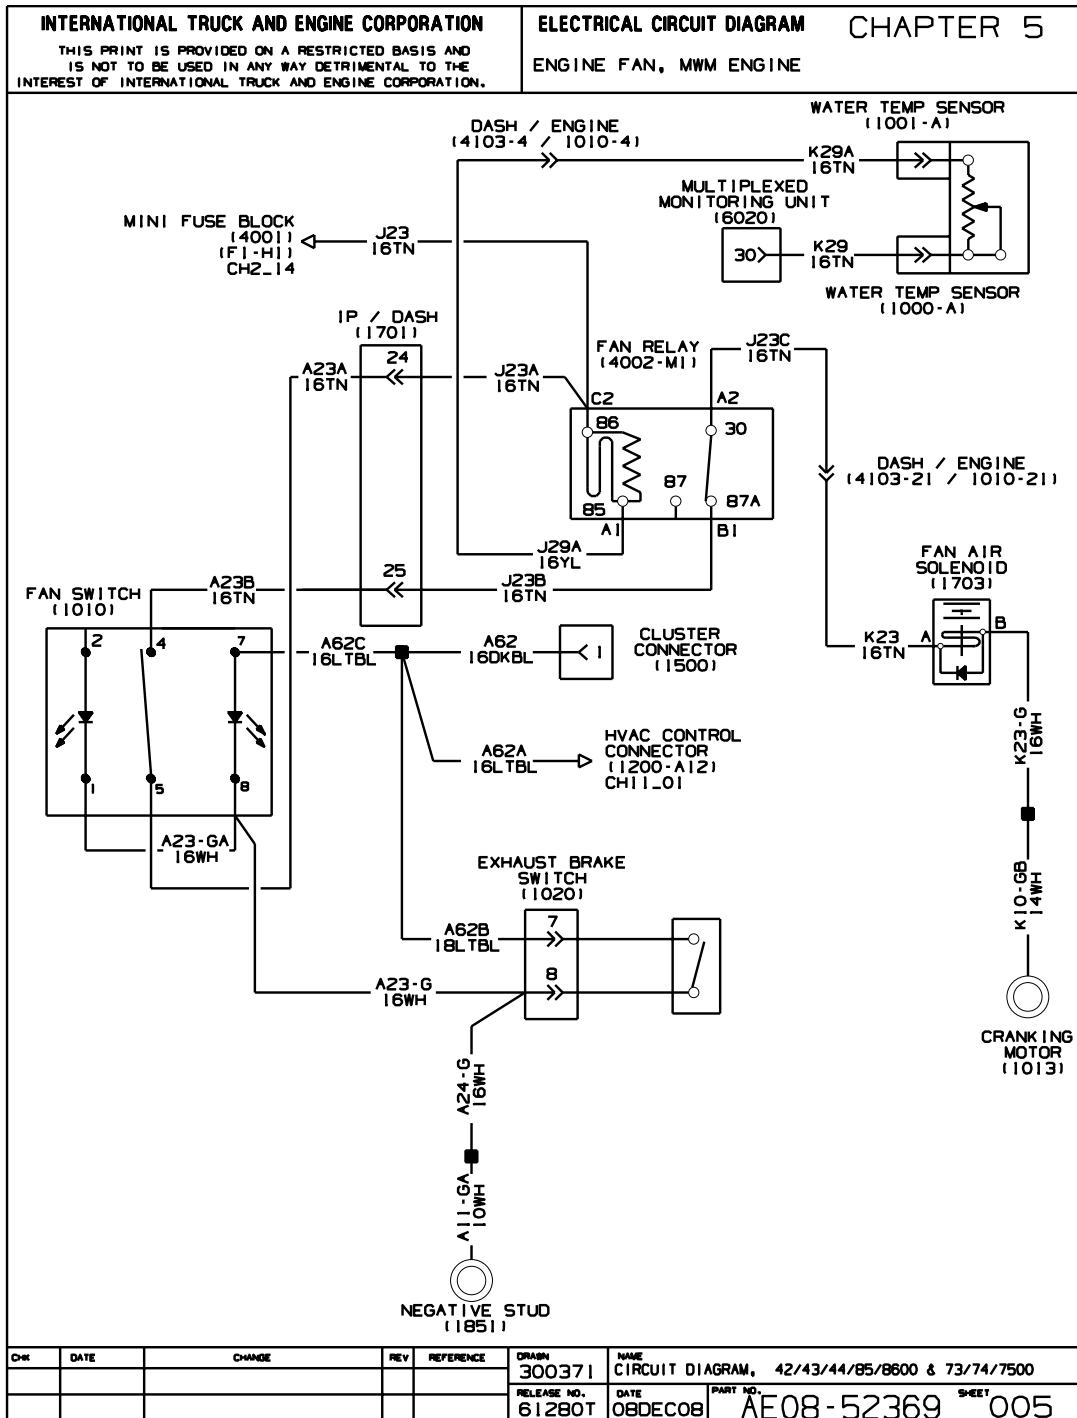 INTERNATIONAL TRUCK AND ENGINE CORPORATION
THIS PRINT IS PROVIDED ON A RESTRICTED BASIS AND
IS NOT TO BE USED IN ANY WAY DETRIMENTAL TO THE
INTEREST OF INTERNATIONAL TRUCK AND ENGINE CORPORATION.
ELECTRICAL CIRCUIT DIAGRAM
CHAPTER 5
ENGINE FAN, MWM ENGINE
WATER TEMP SENSOR
(1001-A)
DASH / ENGINE
(4103-4 / 1010-4)
K29A
16TN
MULTIPLEXED
MONITORING UNIT
(6020)
30
K29
16TN
WATER TEMP SENSOR
(1000-A)
MINI FUSE BLOCK
(4001)
(F1-H1)
CH2_14
J23
16TN
IP / DASH
(1701)
24
A23A
16TN
J23A
16TN
FAN RELAY
(4002-M1)
J23C
16TN
C2
A2
86
30
87
87A
85
A1
B1
DASH / ENGINE
(4103-21 / 1010-21)
J29A
16YL
25
A23B
16TN
J23B
16TN
FAN AIR
SOLENOID
(1703)
A
B
K23
16TN
FAN SWITCH
(1010)
2
4
7
1
5
8
A62C
16LTBL
A62
16DKBL
1
CLUSTER
CONNECTOR
(1500)
A62A
16LTBL
HVAC CONTROL
CONNECTOR
(1200-A12)
CH11_01
K23-G
16WH
A23-GA
16WH
EXHAUST BRAKE
SWITCH
(1020)
7
8
A62B
18LTBL
A23-G
16WH
K10-GB
14WH
CRANKING
MOTOR
(1013)
A24-G
16WH
A11-GA
10WH
NEGATIVE STUD
(1851)
CHK
DATE
CHANGE
REV
REFERENCE
DRAWN
300371
NAME
CIRCUIT DIAGRAM, 42/43/44/85/8600 & 73/74/7500
RELEASE NO.
61280T
DATE
08DEC08
PART NO.
AE08-52369
SHEET
005